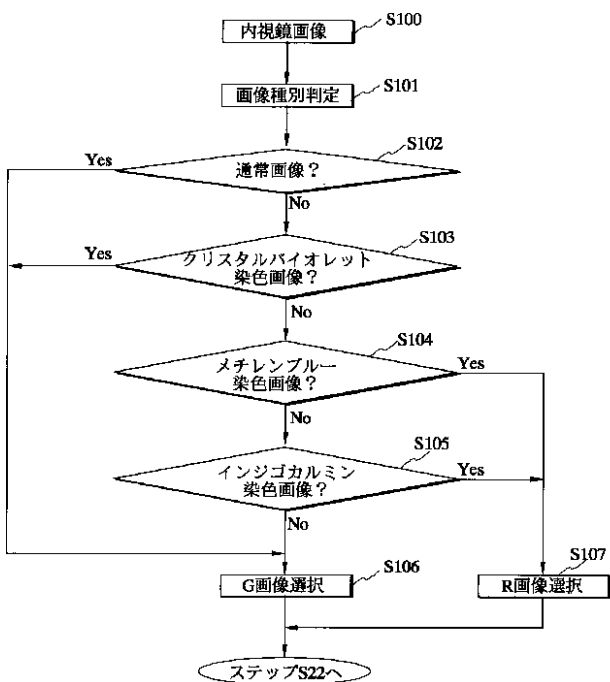 内視鏡画像
S100
画像種別判定
S101
通常画像？
S102
Yes
No
クリスタルバイオレット
染色画像？
S103
Yes
No
メチレンブルー
染色画像？
S104
Yes
No
インジゴカルミン
染色画像？
S105
Yes
No
G画像選択
S106
R画像選択
S107
ステップS22へ